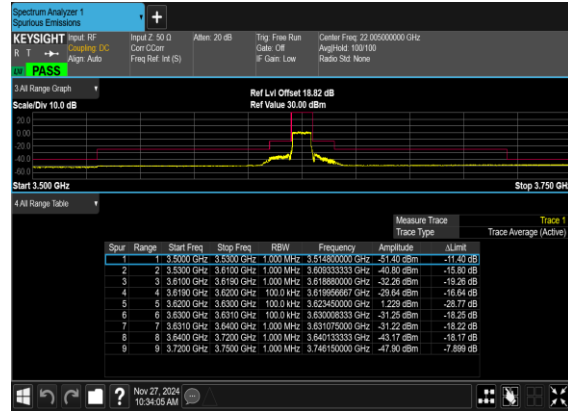 Spectrum Analyzer 1
Spurious Emissions
KEYSIGHT Input: RF Input Z: 50 Ω Atten: 20 dB Trig: Free Run Center Freq: 22.005000000 GHz
R T Coupling: DC Corr CCorr Gate: Off Avg|Hold: 100/100
Align: Auto Freq Ref: Int (S) IF Gain: Low Radio Std: None
PASS
3 All Range Graph
Ref Lvl Offset 18.82 dB
Scale/Div 10.0 dB Ref Value 30.00 dBm
20.0
0.00
-20.0
-40.0
-60.0
Start 3.500 GHz Stop 3.750 GH
4 All Range Table
Measure Trace Trace 1
Trace Type Trace Average (Active)
Spur Range Start Freq Stop Freq RBW Frequency Amplitude ΔLimit
1 1 3.5000 GHz 3.5300 GHz 1.000 MHz 3.514800000 GHz -51.40 dBm -11.40 dB
2 2 3.5300 GHz 3.6100 GHz 1.000 MHz 3.609333333 GHz -40.80 dBm -15.80 dB
3 3 3.6100 GHz 3.6190 GHz 1.000 MHz 3.618880000 GHz -32.26 dBm -19.26 dB
4 4 3.6190 GHz 3.6200 GHz 100.0 kHz 3.619956667 GHz -29.64 dBm -16.64 dB
5 5 3.6200 GHz 3.6300 GHz 100.0 kHz 3.623450000 GHz 1.229 dBm -28.77 dB
6 6 3.6300 GHz 3.6310 GHz 100.0 kHz 3.630008333 GHz -31.25 dBm -18.25 dB
7 7 3.6310 GHz 3.6400 GHz 1.000 MHz 3.631075000 GHz -31.22 dBm -18.22 dB
8 8 3.6400 GHz 3.7200 GHz 1.000 MHz 3.640133333 GHz -43.17 dBm -18.17 dB
9 9 3.7200 GHz 3.7500 GHz 1.000 MHz 3.746150000 GHz -47.90 dBm -7.899 dB
Nov 27, 2024
10:34:05 AM